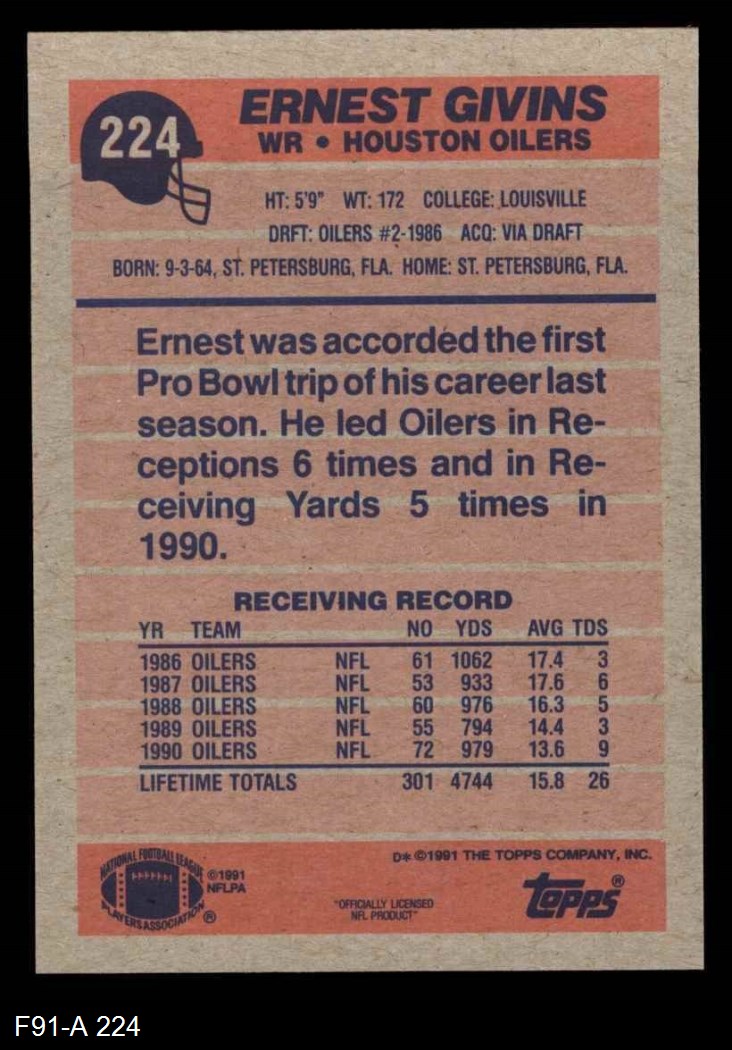 224
ERNEST GIVINS
WR • HOUSTON OILERS
HT: 5'9" WT: 172 COLLEGE: LOUISVILLE
DRFT: OILERS #2-1986 ACQ: VIA DRAFT
BORN: 9-3-64, ST. PETERSBURG, FLA. HOME: ST. PETERSBURG, FLA.
Ernest was accorded the first
Pro Bowl trip of his career last
season. He led Oilers in Re-
ceptions 6 times and in Re-
ceiving Yards 5 times in
1990.
RECEIVING RECORD
YR TEAM NO YDS AVG TDS
1986 OILERS NFL 61 1062 17.4 3
1987 OILERS NFL 53 933 17.6 6
1988 OILERS NFL 60 976 16.3 5
1989 OILERS NFL 55 794 14.4 3
1990 OILERS NFL 72 979 13.6 9
LIFETIME TOTALS 301 4744 15.8 26
NATIONAL FOOTBALL LEAGUE
PLAYERS ASSOCIATION ®
©1991
NFLPA
D* ©1991 THE TOPPS COMPANY, INC.
"OFFICIALLY LICENSED
NFL PRODUCT"
topps®
F91-A 224